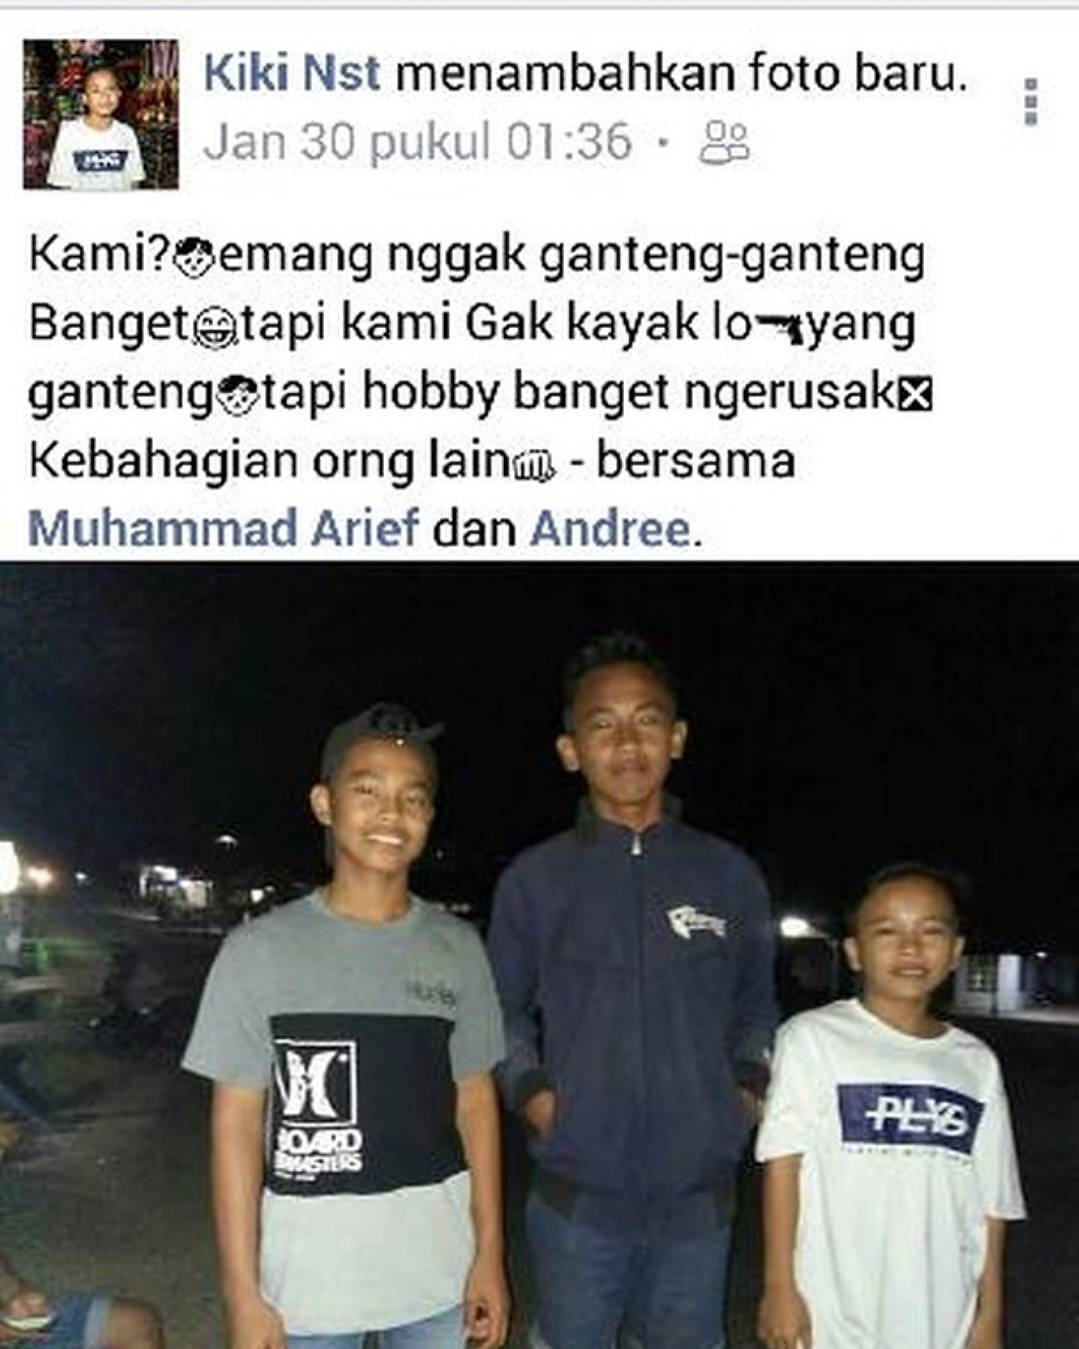 Kiki Nst menambahkan foto baru.
Jan 30 pukul 01:36 ·
Kami?👦emang nggak ganteng-ganteng
Banget😁tapi kami Gak kayak lo🔫yang
ganteng👦tapi hobby banget ngerusak❎
Kebahagian orng lain👊 - bersama
Muhammad Arief dan Andree.
Hurley
BOARD
MASTERS
PLYG